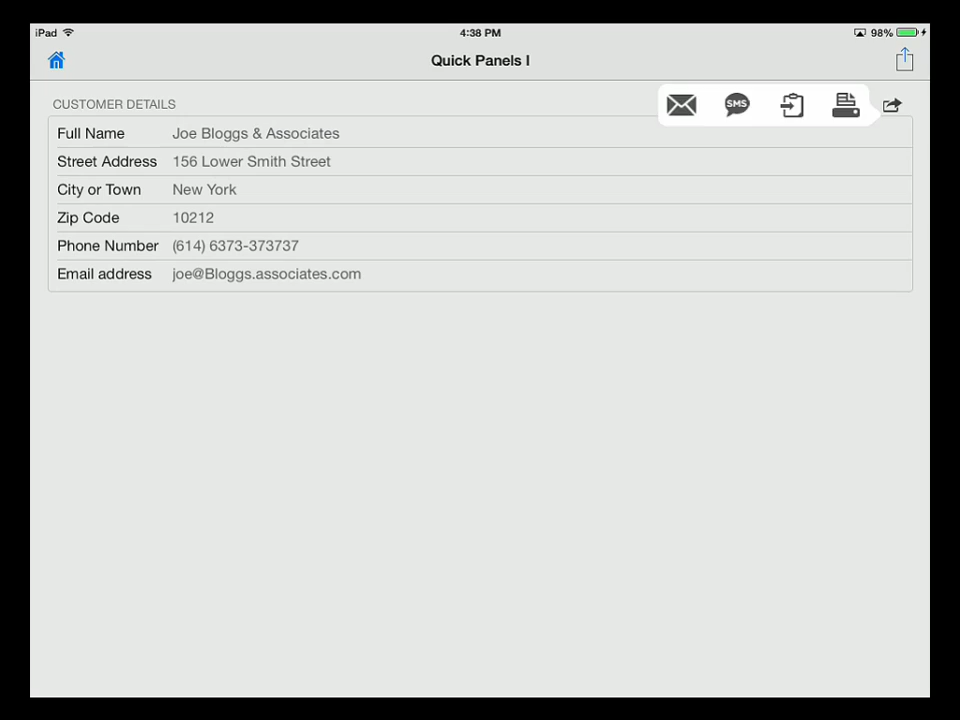 iPad 4:38 PM 98%
Quick Panels I
CUSTOMER DETAILS SMS
Full Name Joe Bloggs & Associates
Street Address 156 Lower Smith Street
City or Town New York
Zip Code 10212
Phone Number (614) 6373-373737
Email address joe@Bloggs.associates.com